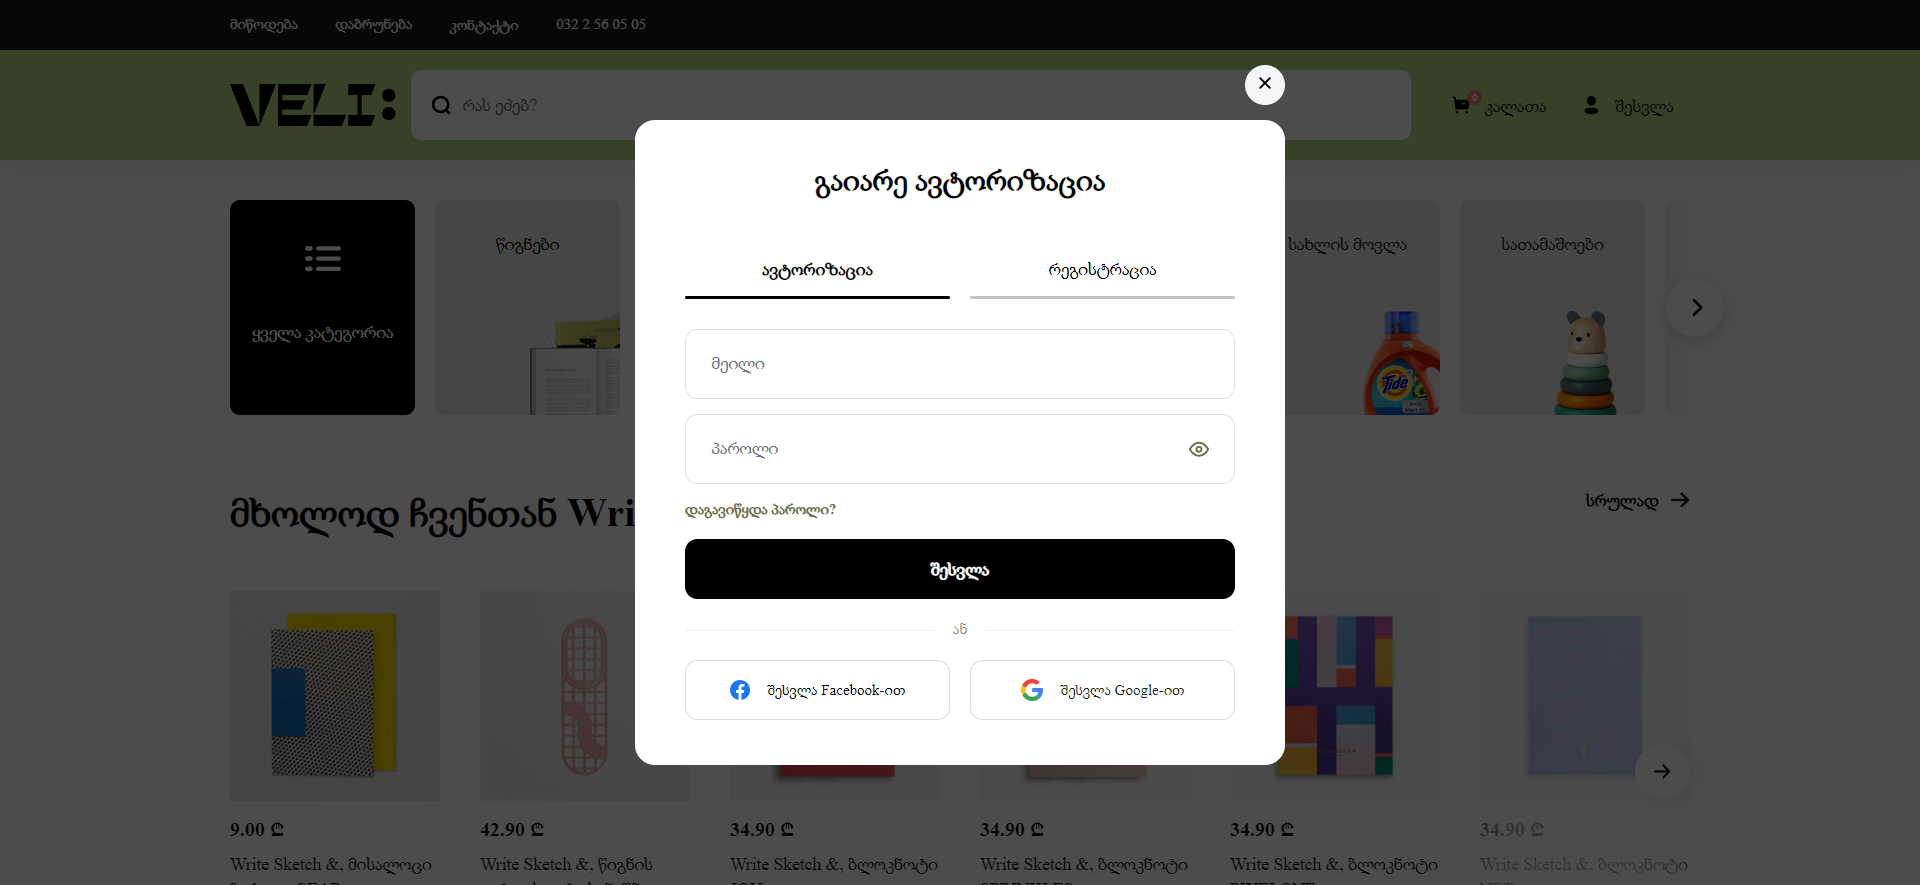 მიწოდება დაბრუნება კონტაქტი 032 2 56 05 05
VELI:
რას ეძებ?
0
კალათა
შესვლა
გაიარე ავტორიზაცია
ავტორიზაცია რეგისტრაცია
მეილი
პაროლი
დაგავიწყდა პაროლი?
შესვლა
ან
შესვლა Facebook-ით შესვლა Google-ით
ყველა კატეგორია
წიგნები
სახლის მოვლა
Tide
სათამაშოები
მხოლოდ ჩვენთან Wri
სრულად
9.00 ₾ 42.90 ₾ 34.90 ₾ 34.90 ₾ 34.90 ₾ 34.90 ₾
Write Sketch &, მისალოცი Write Sketch &, წიგნის Write Sketch &, ბლოკნოტი Write Sketch &, ბლოკნოტი Write Sketch &, ბლოკნოტი Write Sketch &, ბლოკნოტი